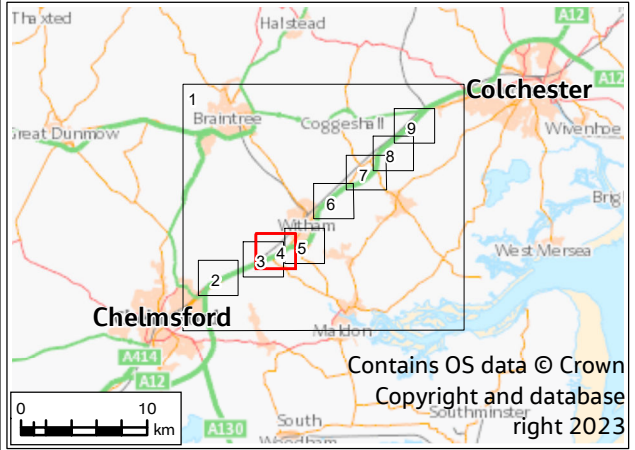 Thaxted
Halstead
A12
1
Colchester
A12
Braintree
Coggeshall
9
Great Dunmow
Wivenhoe
8
7
6
Brig
Witham
5
West Mersea
4
3
2
Chelmsford
Maldon
A414
A12
Contains OS data © Crown
Copyright and database
right 2023
Southminster
0 10
km
A130
South
Woodham